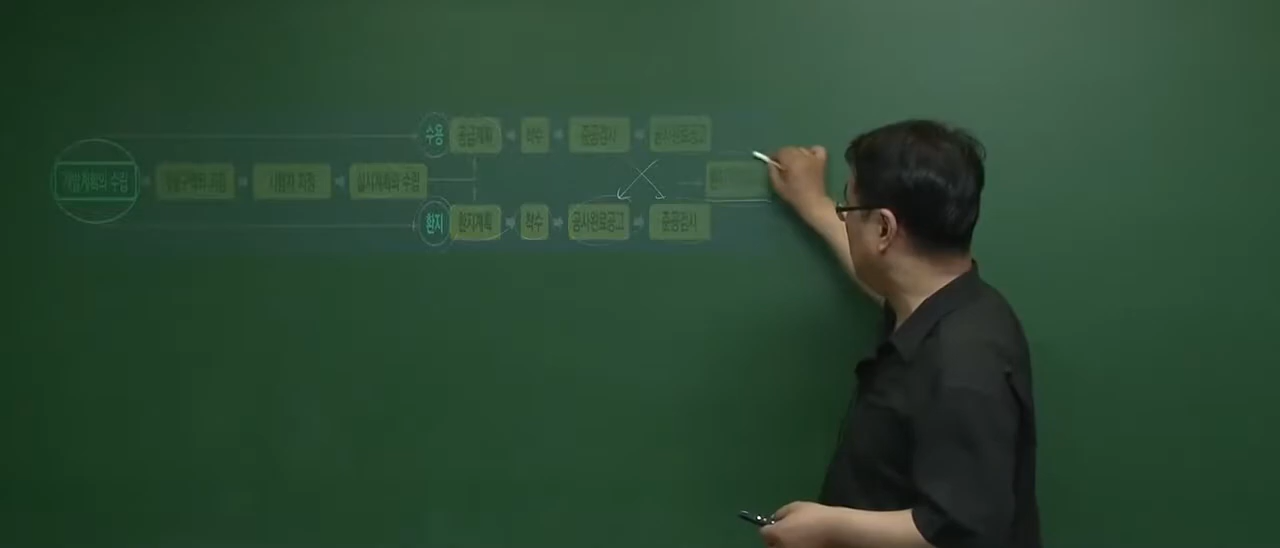 수용 공급계획 착수 준공검사 공사완료공고
개발계획의 수립 개발구역의 지정 시행자 지정 실시계획의 수립
환지 환지계획 착수 공사완료공고 준공검사